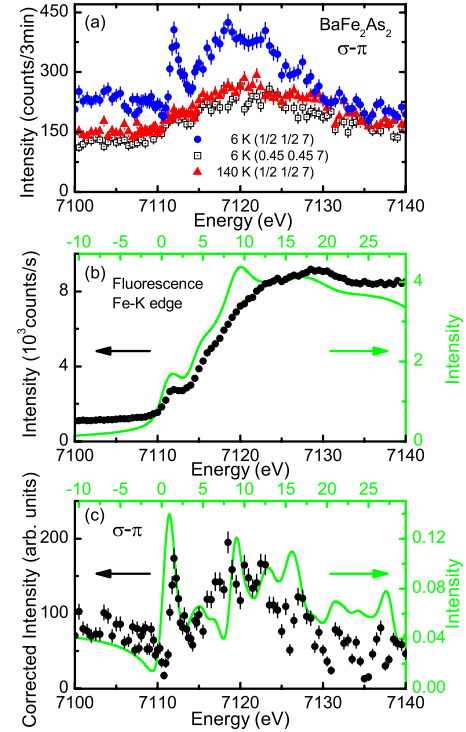 (a)
BaFe2As2
σ-π
450
300
150
0
Intensity (counts/3min)
6 K (1/2 1/2 7)
6 K (0.45 0.45 7)
140 K (1/2 1/2 7)
7100 7110 7120 7130 7140
Energy (eV)
-10 -5 0 5 10 15 20 25
(b)
Fluorescence
Fe-K edge
8
4
0
Intensity (10³counts/s)
4
2
0
Intensity
7100 7110 7120 7130 7140
Energy (eV)
-10 -5 0 5 10 15 20 25
(c)
σ-π
200
100
0
Corrected Intensity (arb. units)
0.12
0.08
0.04
0.00
Intensity
7100 7110 7120 7130 7140
Energy (eV)